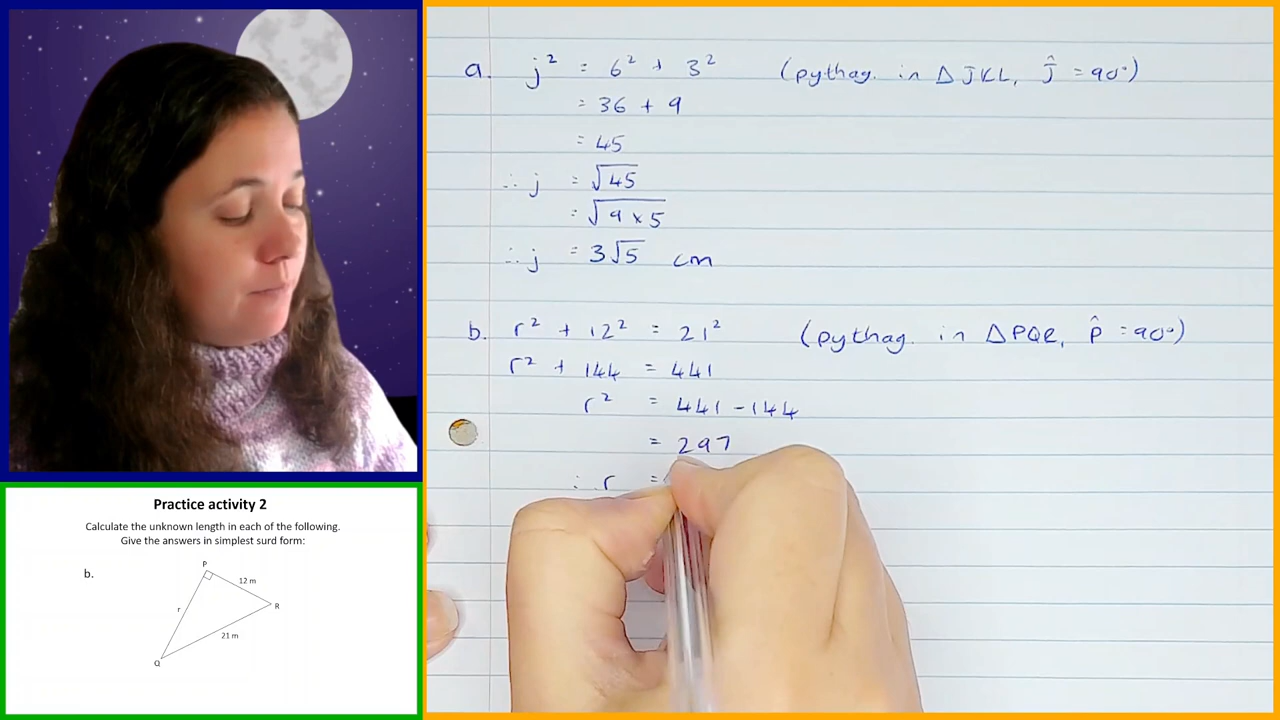 a. j² = 6² + 3² (pythag. in △JKL, Ĵ = 90°)
= 36 + 9
= 45
∴ j = √45
= √9 × 5
∴ j = 3√5 cm
b. r² + 12² = 21² (pythag. in △PQR, P̂ = 90°)
r² + 144 = 441
r² = 441 - 144
= 297
∴ r =
Practice activity 2
Calculate the unknown length in each of the following.
Give the answers in simplest surd form:
b.
P
12 m
r
R
21 m
Q